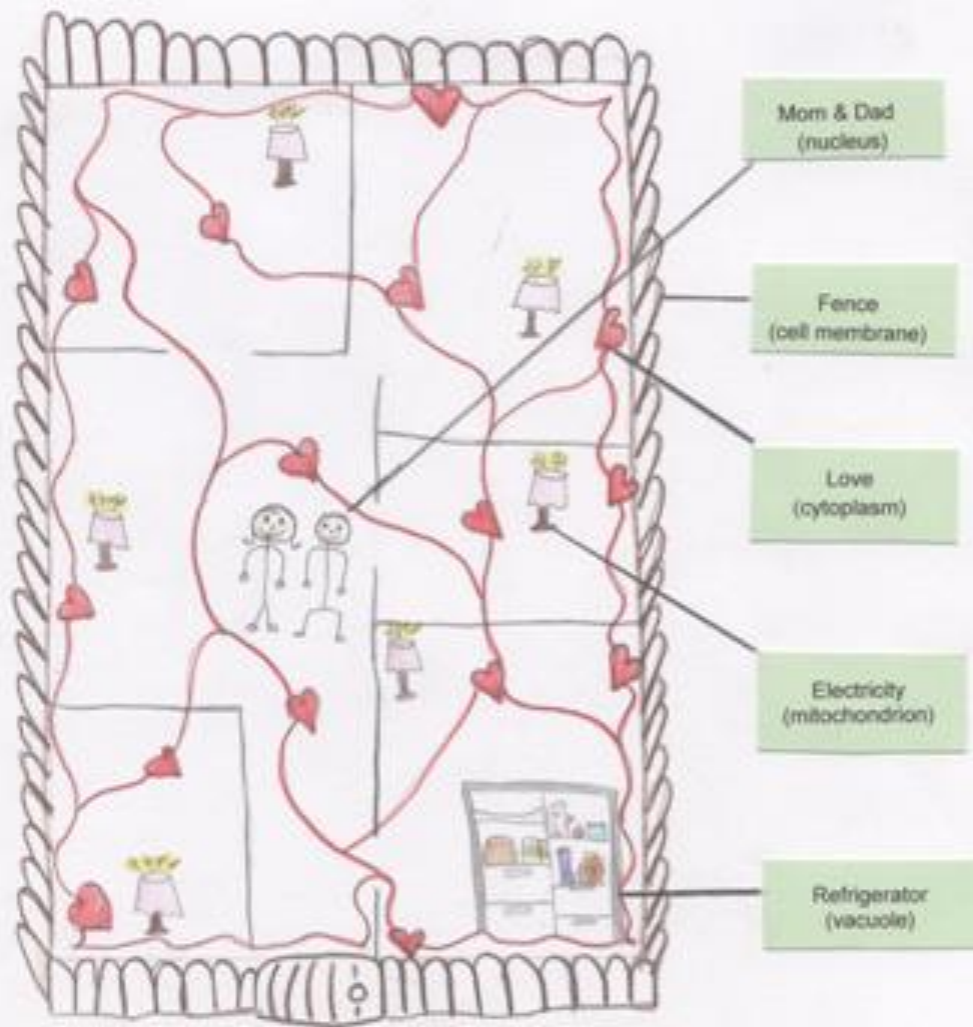 Mom & Dad
(nucleus)
Fence
(cell membrane)
Love
(cytoplasm)
Electricity
(mitochondrion)
Refrigerator
(vacuole)